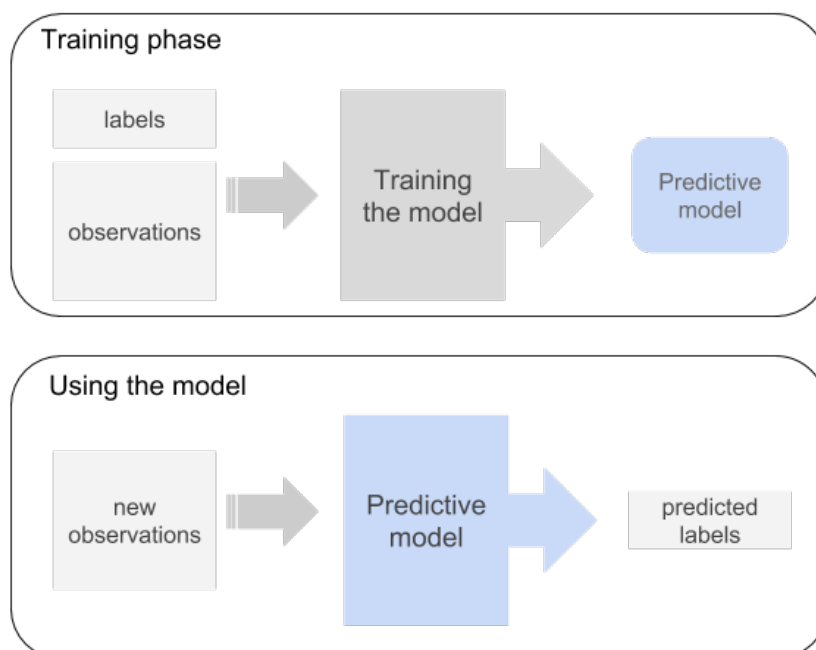 Training phase
labels
observations
Training
the model
Predictive
model
Using the model
new
observations
Predictive
model
predicted
labels